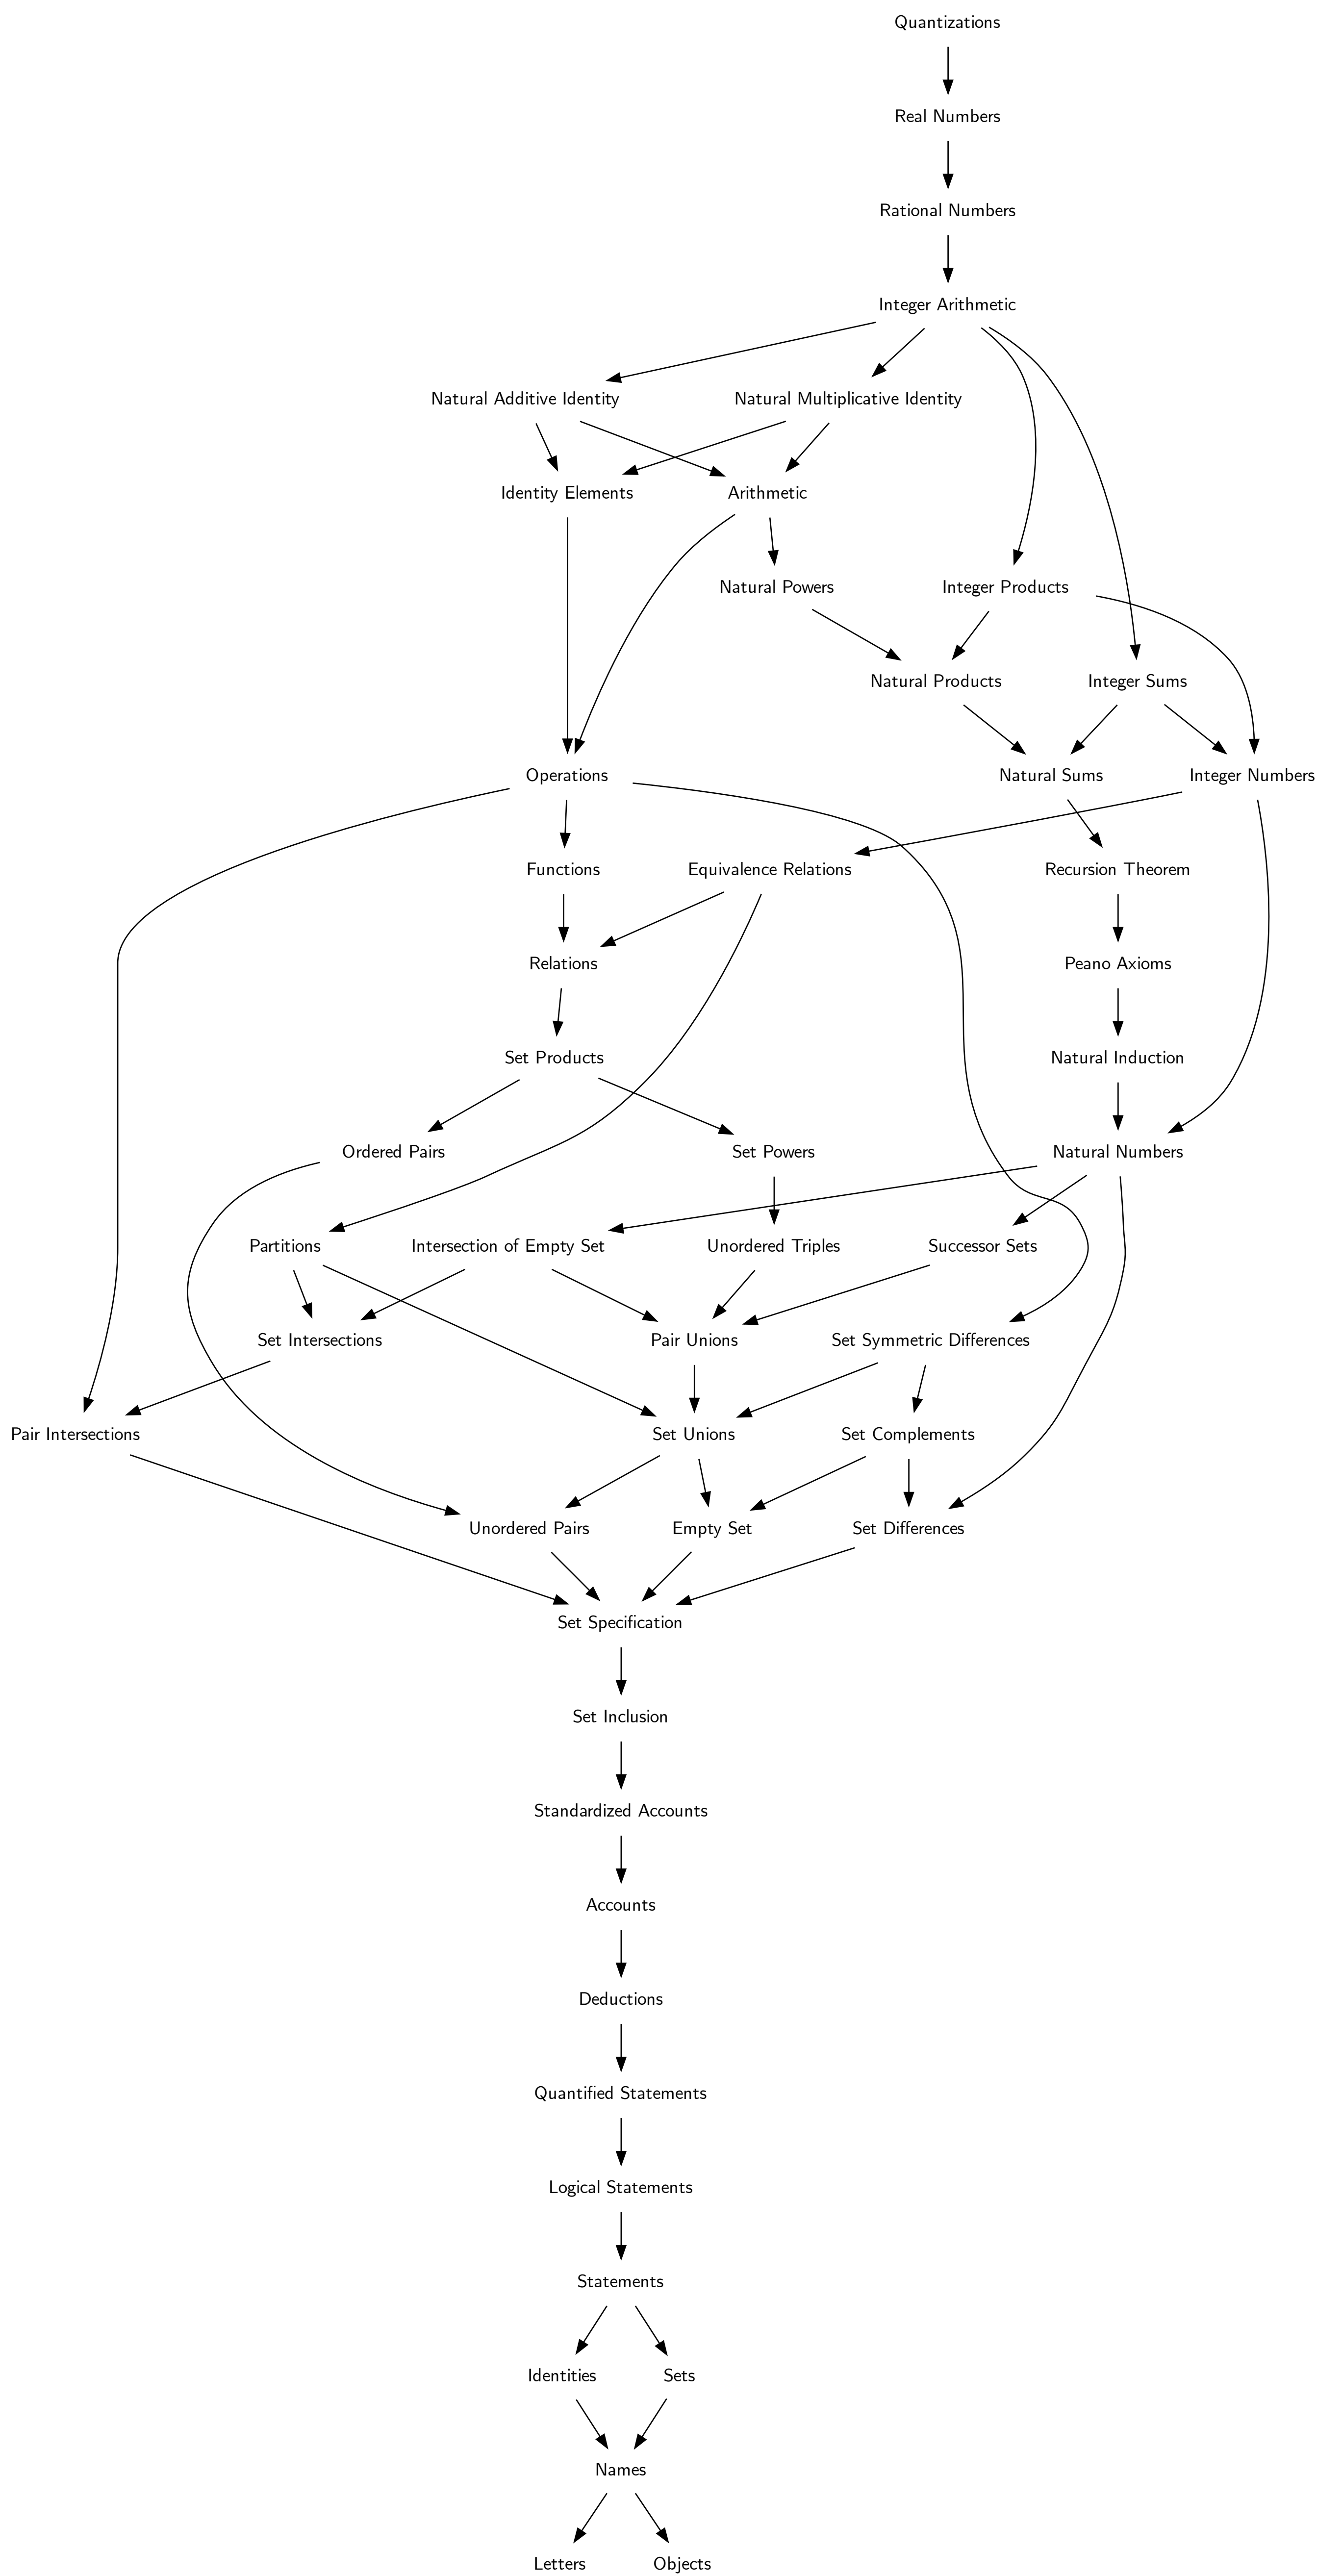 Quantizations
Real Numbers
Rational Numbers
Integer Arithmetic
Natural Additive Identity
Natural Multiplicative Identity
Identity Elements
Arithmetic
Natural Powers
Integer Products
Natural Products
Integer Sums
Operations
Natural Sums
Integer Numbers
Functions
Equivalence Relations
Recursion Theorem
Relations
Peano Axioms
Set Products
Natural Induction
Ordered Pairs
Set Powers
Natural Numbers
Partitions
Intersection of Empty Set
Unordered Triples
Successor Sets
Set Intersections
Pair Unions
Set Symmetric Differences
Pair Intersections
Set Unions
Set Complements
Unordered Pairs
Empty Set
Set Differences
Set Specification
Set Inclusion
Standardized Accounts
Accounts
Deductions
Quantified Statements
Logical Statements
Statements
Identities
Sets
Names
Letters
Objects